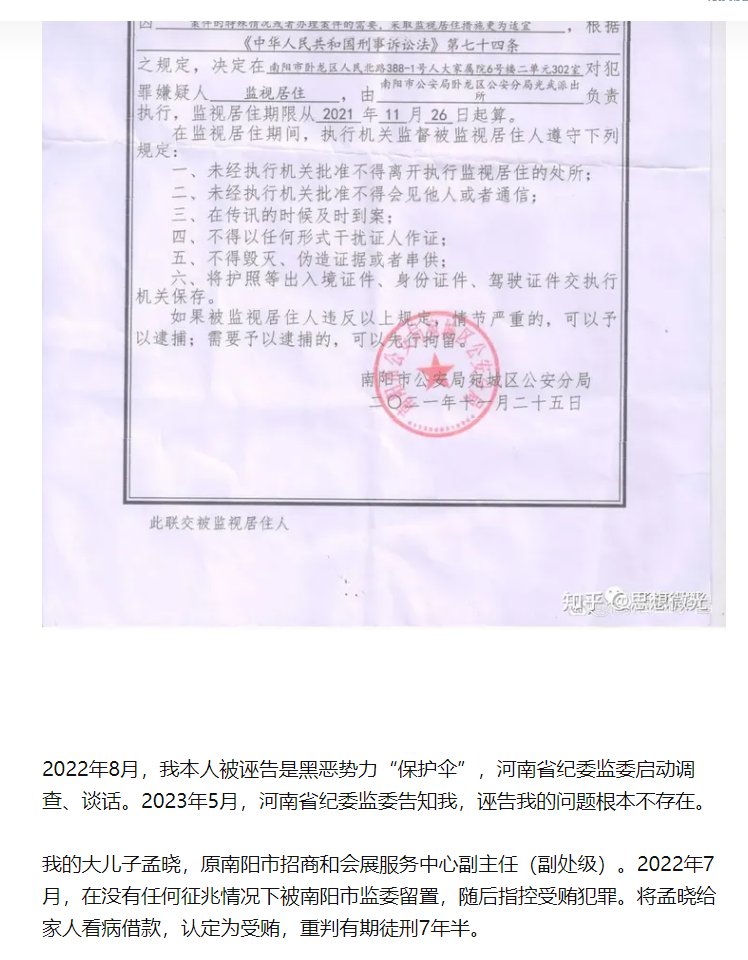 因 案件的特殊情况或者办理案件的需要，采取监视居住措施更为适宜 ，根据
《中华人民共和国刑事诉讼法》第七十四条
之规定，决定在 南阳市卧龙区人民北路388-1号人大家属院6号楼二单元302室 对犯
罪嫌疑人 监视居住 ，由 南阳市公安局卧龙区公安分局光武派出所 负责
执行，监视居住期限从 2021 年 11 月 26 日起算。
在监视居住期间，执行机关监督被监视居住人遵守下列
规定：
一、未经执行机关批准不得离开执行监视居住的处所；
二、未经执行机关批准不得会见他人或者通信；
三、在传讯的时候及时到案；
四、不得以任何形式干扰证人作证；
五、不得毁灭、伪造证据或者串供；
六、将护照等出入境证件、身份证件、驾驶证件交执行
机关保存。
如果被监视居住人违反以上规定，情节严重的，可以予
以逮捕；需要予以逮捕的，可以先行拘留。
南阳市公安局宛城区公安分局
二〇二一年十一月二十五日
此联交被监视居住人
知乎 @思想微光
2022年8月，我本人被诬告是黑恶势力“保护伞”，河南省纪委监委启动调
查、谈话。2023年5月，河南省纪委监委告知我，诬告我的问题根本不存在。
我的大儿子孟晓，原南阳市招商和会展服务中心副主任（副处级）。2022年7
月，在没有任何征兆情况下被南阳市监委留置，随后指控受贿犯罪。将孟晓给
家人看病借款，认定为受贿，重判有期徒刑7年半。